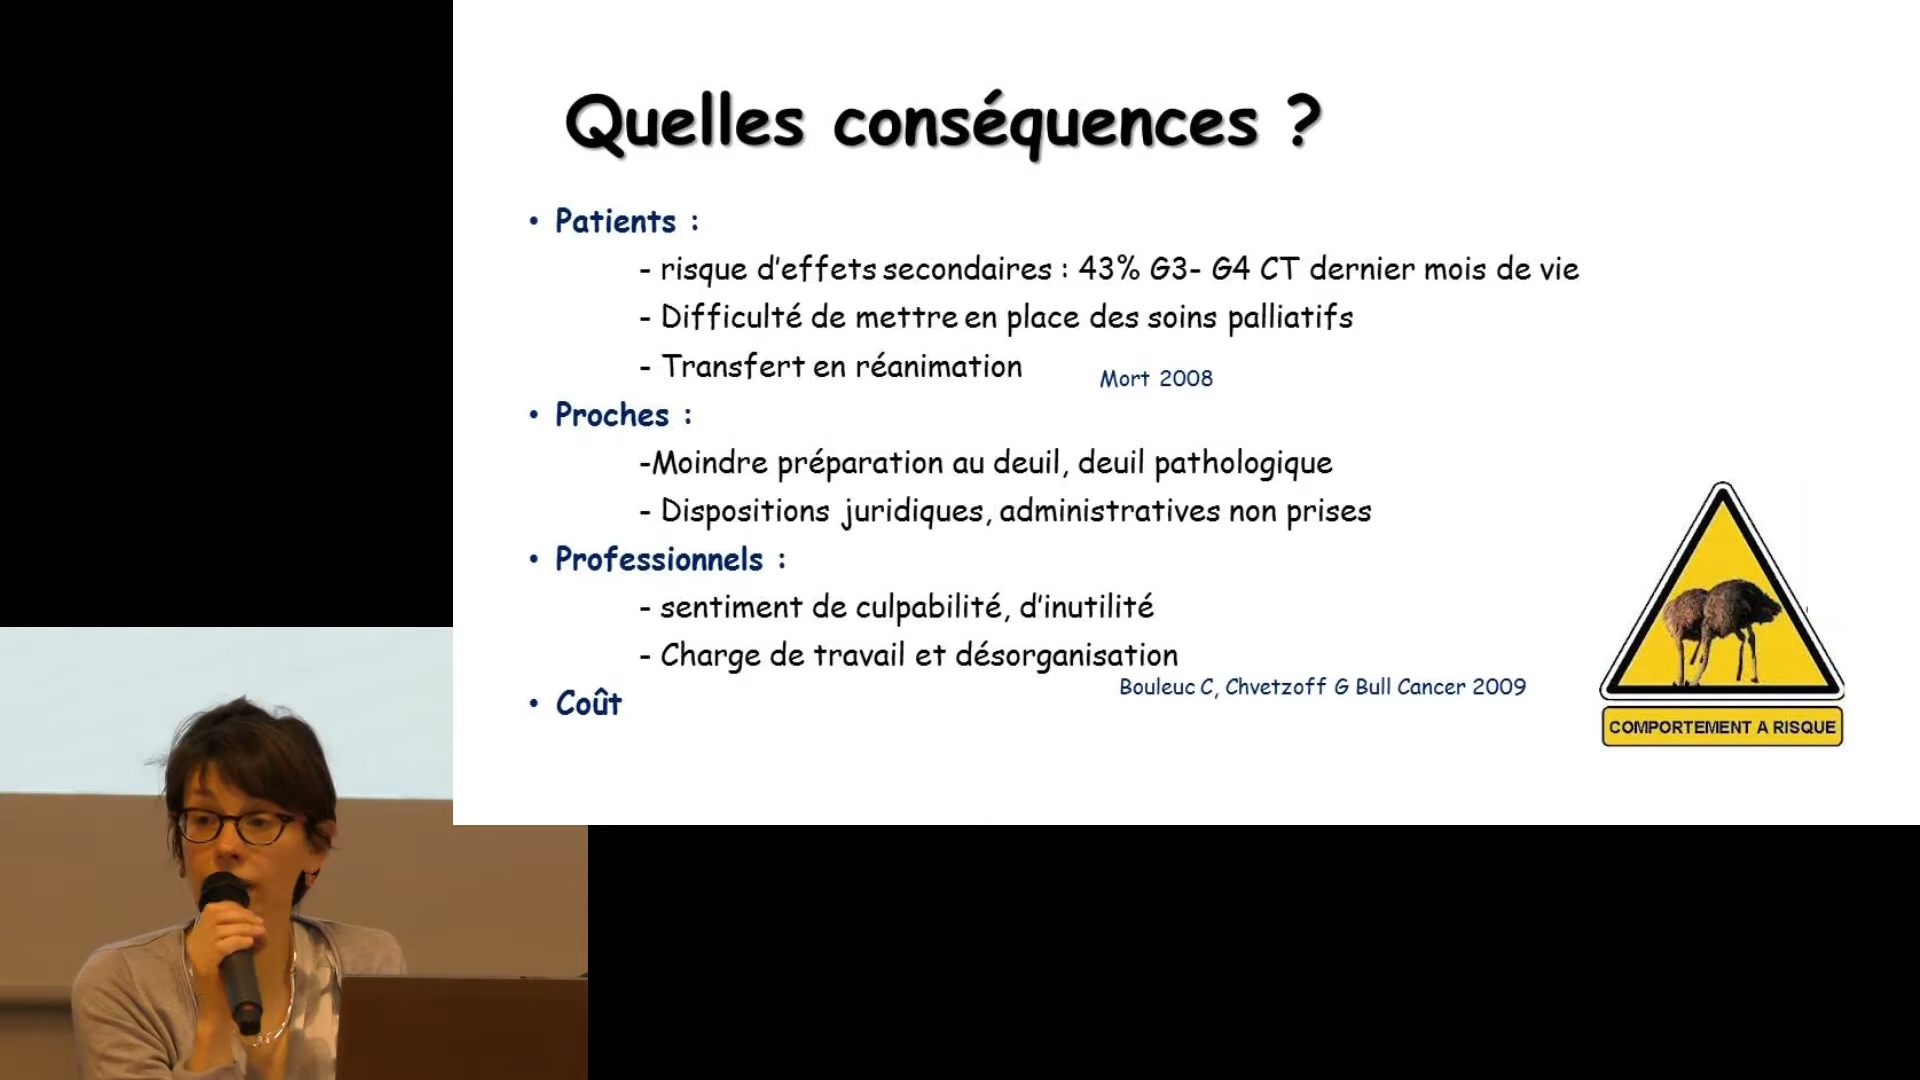 Quelles conséquences ?
• Patients :
- risque d'effets secondaires : 43% G3- G4 CT dernier mois de vie
- Difficulté de mettre en place des soins palliatifs
- Transfert en réanimation
Mort 2008
• Proches :
-Moindre préparation au deuil, deuil pathologique
- Dispositions juridiques, administratives non prises
• Professionnels :
- sentiment de culpabilité, d'inutilité
- Charge de travail et désorganisation
Bouleuc C, Chvetzoff G Bull Cancer 2009
• Coût
COMPORTEMENT A RISQUE